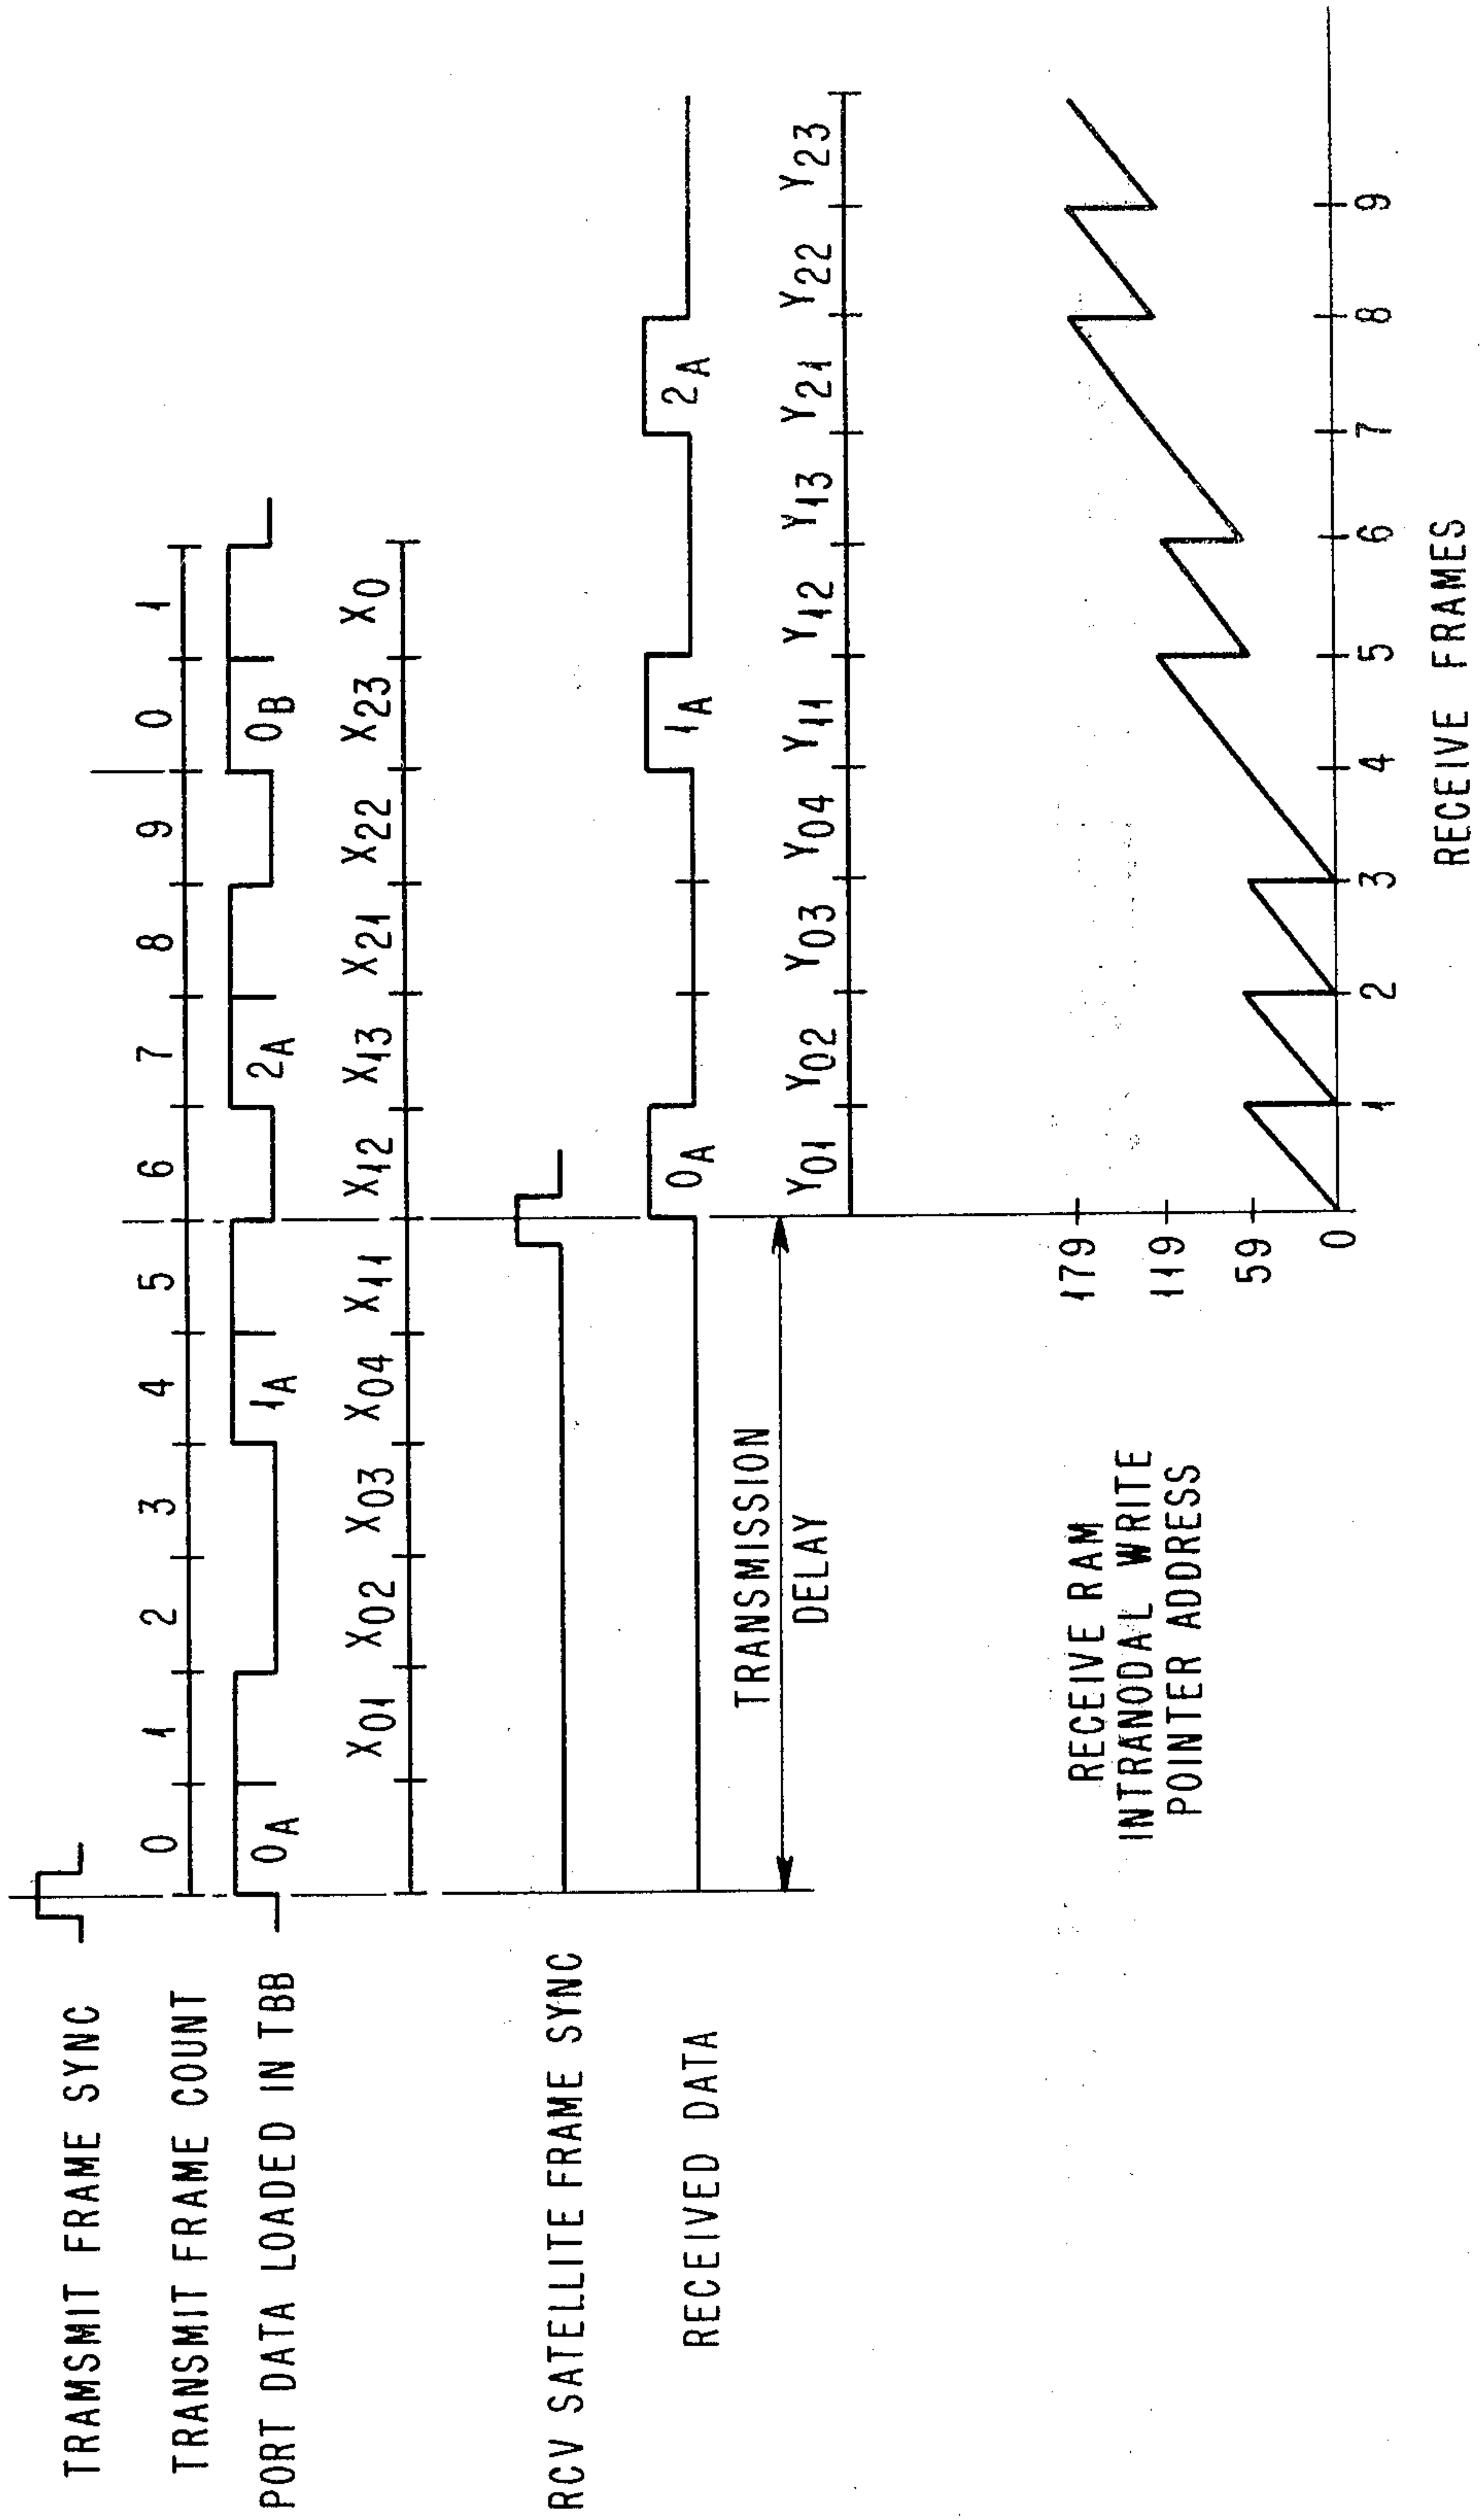 TRAMSMIT FRAME SYNC
TRANSMIT FRAME COUNT
0 1 2 3 4 5 6 7 8 9 0 1
PORT DATA LOADED IN TBB
0A 1A 2A 0B
X01 X02 X03 X04 X11 X12 X13 X21 X22 X23 X0
RCV SATELLITE FRAME SYNC
RECEIVED DATA
0A 1A 2A
TRANSMISSION
DELAY
Y01 Y02 Y03 Y04 Y11 Y12 Y13 Y21 Y22 Y23
RECEIVE RAM
INTRANODAL WRITE
POINTER ADDRESS
179
119
59
0
1 2 3 4 5 6 7 8 9
RECEIVE FRAMES